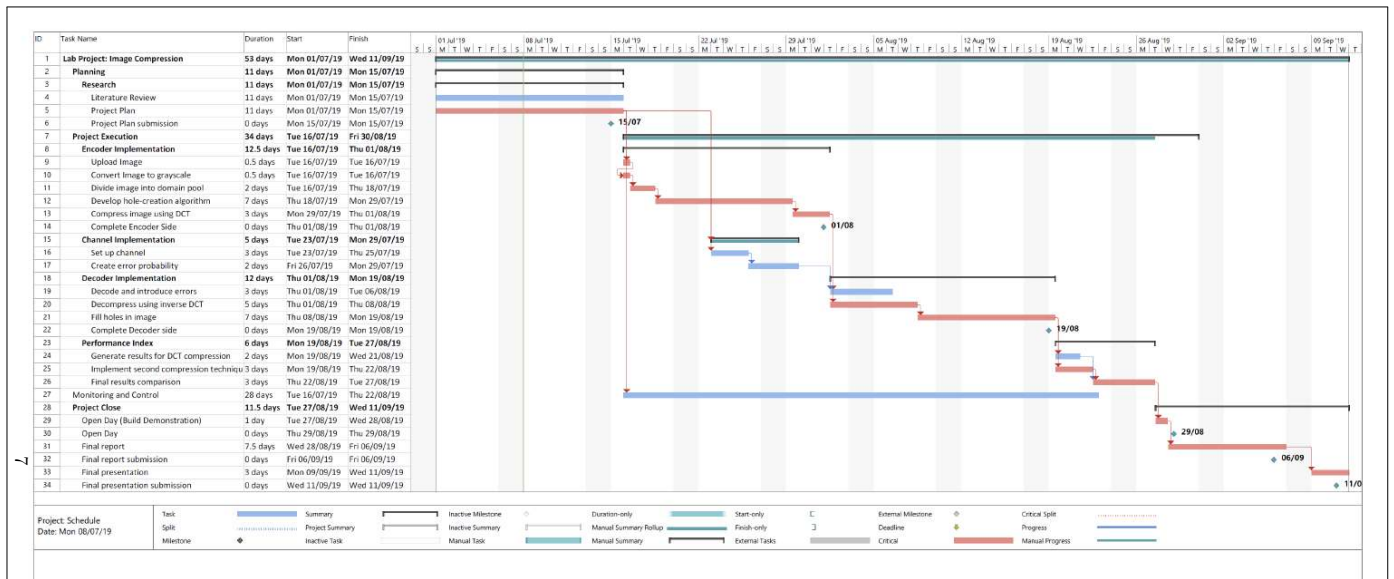 ID Task Name Duration Start Finish 01 Jul '19 08 Jul '19 15 Jul '19 22 Jul '19 29 Jul '19 05 Aug '19 12 Aug '19 19 Aug '19 26 Aug '19 02 Sep '19 09 Sep '19
S S M T W T F S S M T W T F S S M T W T F S S M T W T F S S M T W T F S S M T W T F S S M T W T F S S M T W T F S S M T W T F S S M T W T F S S M T W T
1 Lab Project: Image Compression 53 days Mon 01/07/19 Wed 11/09/19
2 Planning 11 days Mon 01/07/19 Mon 15/07/19
3 Research 11 days Mon 01/07/19 Mon 15/07/19
4 Literature Review 11 days Mon 01/07/19 Mon 15/07/19
5 Project Plan 11 days Mon 01/07/19 Mon 15/07/19
6 Project Plan submission 0 days Mon 15/07/19 Mon 15/07/19 15/07
7 Project Execution 34 days Tue 16/07/19 Fri 30/08/19
8 Encoder Implementation 12.5 days Tue 16/07/19 Thu 01/08/19
9 Upload Image 0.5 days Tue 16/07/19 Tue 16/07/19
10 Convert Image to grayscale 0.5 days Tue 16/07/19 Tue 16/07/19
11 Divide image into domain pool 2 days Tue 16/07/19 Thu 18/07/19
12 Develop hole-creation algorithm 7 days Thu 18/07/19 Mon 29/07/19
13 Compress image using DCT 3 days Mon 29/07/19 Thu 01/08/19
14 Complete Encoder Side 0 days Thu 01/08/19 Thu 01/08/19 01/08
15 Channel Implementation 5 days Tue 23/07/19 Mon 29/07/19
16 Set up channel 3 days Tue 23/07/19 Thu 25/07/19
17 Create error probability 2 days Fri 26/07/19 Mon 29/07/19
18 Decoder Implementation 12 days Thu 01/08/19 Mon 19/08/19
19 Decode and introduce errors 3 days Thu 01/08/19 Tue 06/08/19
20 Decompress using inverse DCT 5 days Thu 01/08/19 Thu 08/08/19
21 Fill holes in image 7 days Thu 08/08/19 Mon 19/08/19
22 Complete Decoder side 0 days Mon 19/08/19 Mon 19/08/19 19/08
23 Performance Index 6 days Mon 19/08/19 Tue 27/08/19
24 Generate results for DCT compression 2 days Mon 19/08/19 Wed 21/08/19
25 Implement second compression techniqu 3 days Mon 19/08/19 Thu 22/08/19
26 Final results comparison 3 days Thu 22/08/19 Tue 27/08/19
27 Monitoring and Control 28 days Tue 16/07/19 Thu 22/08/19
28 Project Close 11.5 days Tue 27/08/19 Wed 11/09/19
29 Open Day (Build Demonstration) 1 day Tue 27/08/19 Wed 28/08/19
30 Open Day 0 days Thu 29/08/19 Thu 29/08/19 29/08
31 Final report 7.5 days Wed 28/08/19 Fri 06/09/19
32 Final report submission 0 days Fri 06/09/19 Fri 06/09/19 06/09
33 Final presentation 3 days Mon 09/09/19 Wed 11/09/19
34 Final presentation submission 0 days Wed 11/09/19 Wed 11/09/19 11/0
7
Project: Schedule
Date: Mon 08/07/19
Task Summary Inactive Milestone Duration-only Start-only External Milestone Critical Split
Split Project Summary Inactive Summary Manual Summary Rollup Finish-only Deadline Progress
Milestone Inactive Task Manual Task Manual Summary External Tasks Critical Manual Progress